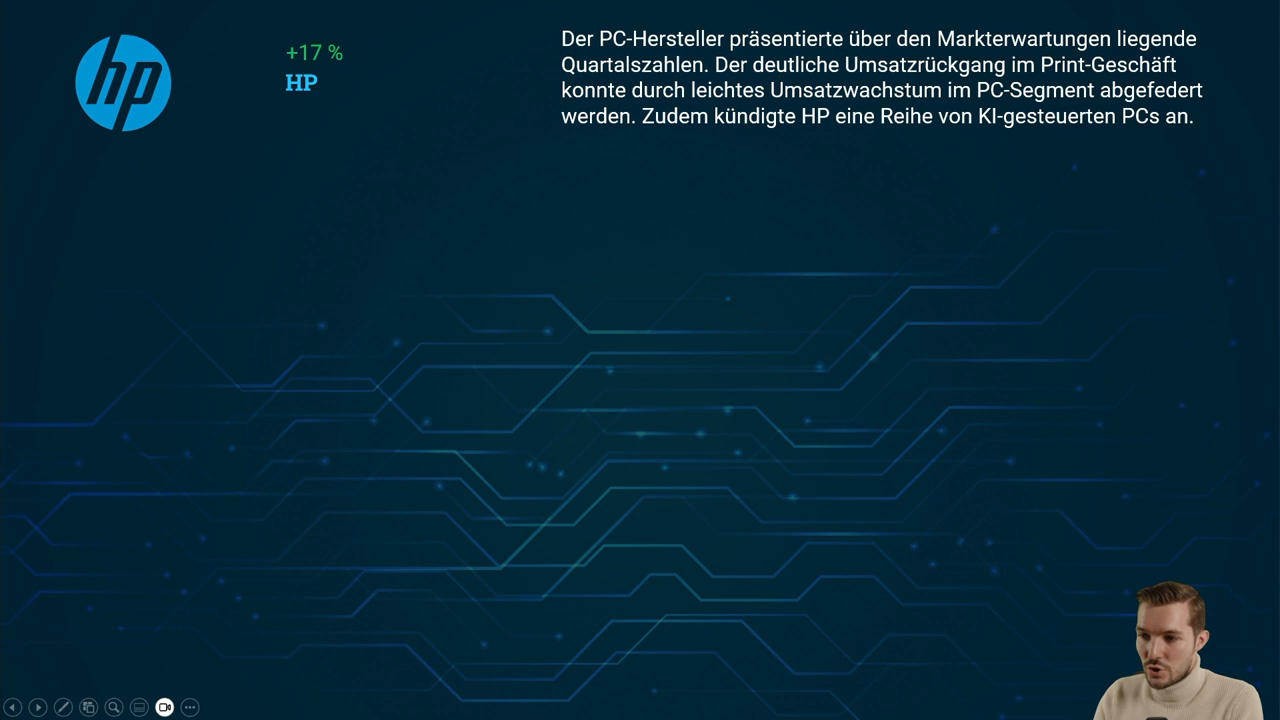 hp
+17 %
HP
Der PC-Hersteller präsentierte über den Markterwartungen liegende
Quartalszahlen. Der deutliche Umsatzrückgang im Print-Geschäft
konnte durch leichtes Umsatzwachstum im PC-Segment abgefedert
werden. Zudem kündigte HP eine Reihe von KI-gesteuerten PCs an.